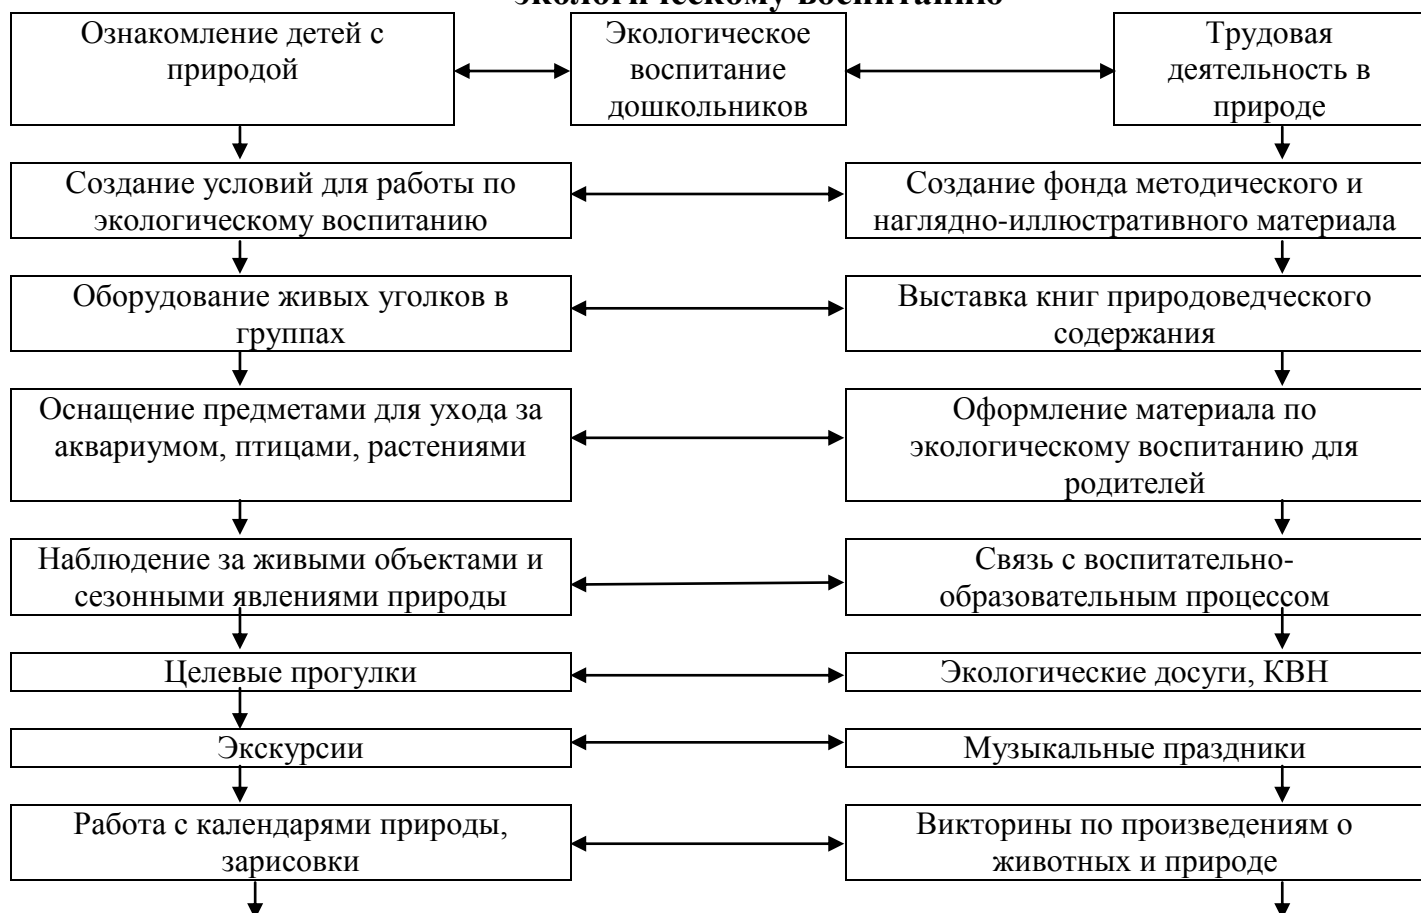 экологическому воспитанию
Ознакомление детей с
природой
Экологическое
воспитание
дошкольников
Трудовая
деятельность в
природе
Создание условий для работы по
экологическому воспитанию
Создание фонда методического и
наглядно-иллюстративного материала
Оборудование живых уголков в
группах
Выставка книг природоведческого
содержания
Оснащение предметами для ухода за
аквариумом, птицами, растениями
Оформление материала по
экологическому воспитанию для
родителей
Наблюдение за живыми объектами и
сезонными явлениями природы
Связь с воспитательно-
образовательным процессом
Целевые прогулки
Экологические досуги, КВН
Экскурсии
Музыкальные праздники
Работа с календарями природы,
зарисовки
Викторины по произведениям о
животных и природе